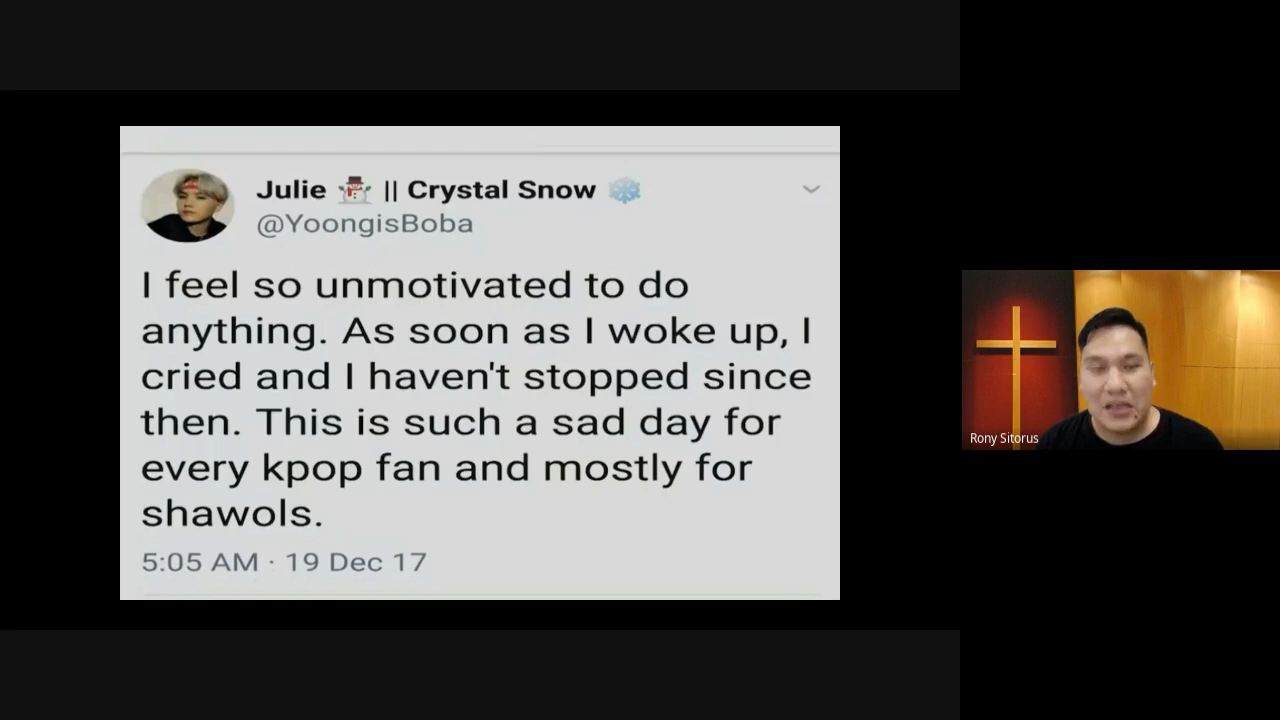 Julie ☃️ || Crystal Snow ❄️
@YoongisBoba
I feel so unmotivated to do
anything. As soon as I woke up, I
cried and I haven't stopped since
then. This is such a sad day for
every kpop fan and mostly for
shawols.
5:05 AM · 19 Dec 17
Rony Sitorus